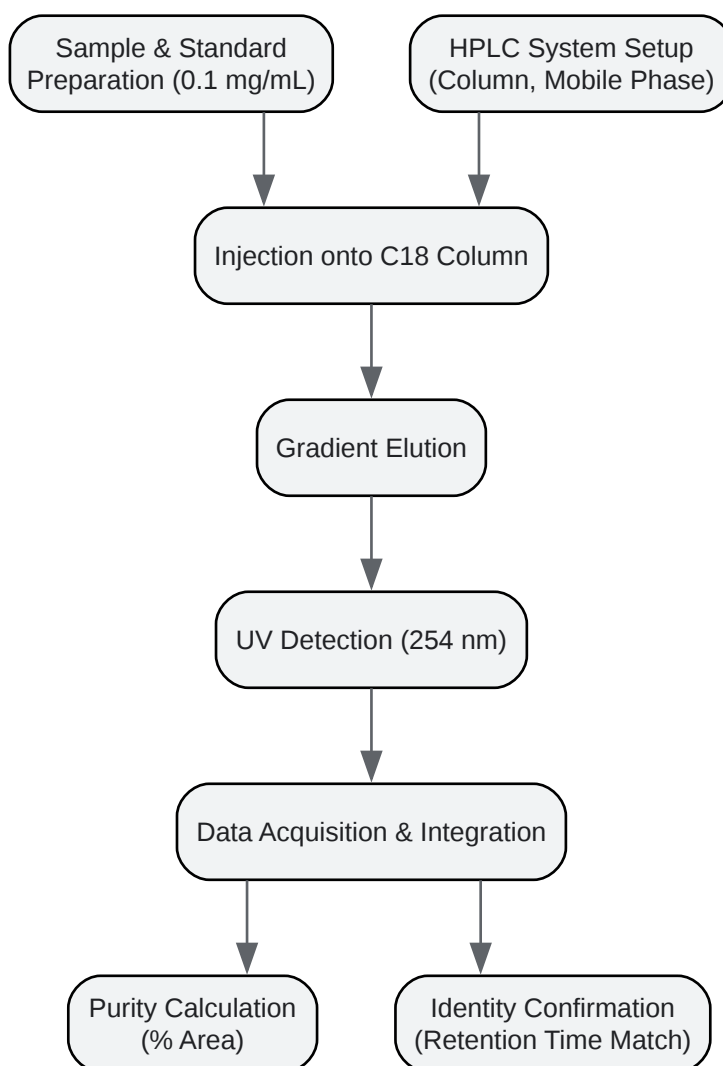 Sample & Standard
Preparation (0.1 mg/mL)
HPLC System Setup
(Column, Mobile Phase)
Injection onto C18 Column
Gradient Elution
UV Detection (254 nm)
Data Acquisition & Integration
Purity Calculation
(% Area)
Identity Confirmation
(Retention Time Match)